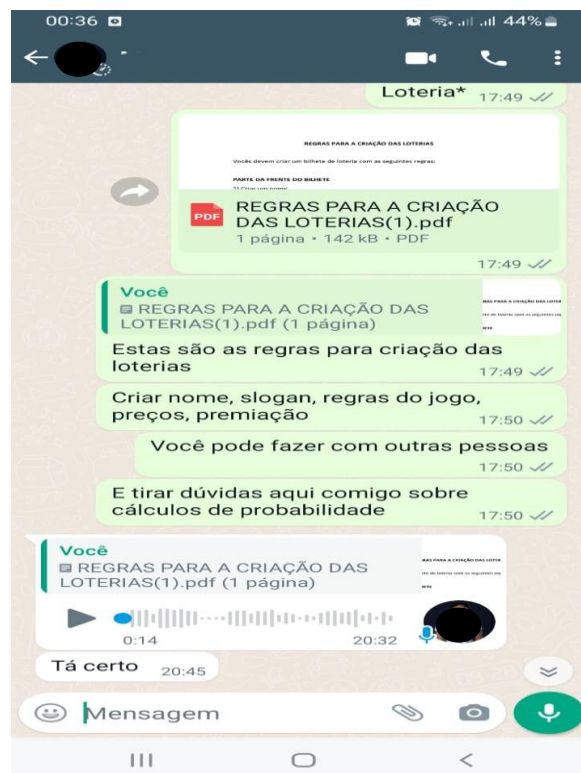 00:36
44%
Loteria* 17:49
REGRAS PARA A CRIAÇÃO DAS LOTERIAS
Vocês devem criar um bilhete de loteria com as seguintes regras:
PARTE DA FRENTE DO BILHETE
1) Criar um nome
PDF
REGRAS PARA A CRIAÇÃO
DAS LOTERIAS(1).pdf
1 página • 142 kB • PDF
17:49
Você
REGRAS PARA A CRIAÇÃO DAS
LOTERIAS(1).pdf (1 página)
Estas são as regras para criação das
loterias
17:49
Criar nome, slogan, regras do jogo,
preços, premiação
17:50
Você pode fazer com outras pessoas
17:50
E tirar dúvidas aqui comigo sobre
cálculos de probabilidade
17:50
Você
REGRAS PARA A CRIAÇÃO DAS
LOTERIAS(1).pdf (1 página)
0:14 20:32
Tá certo 20:45
Mensagem